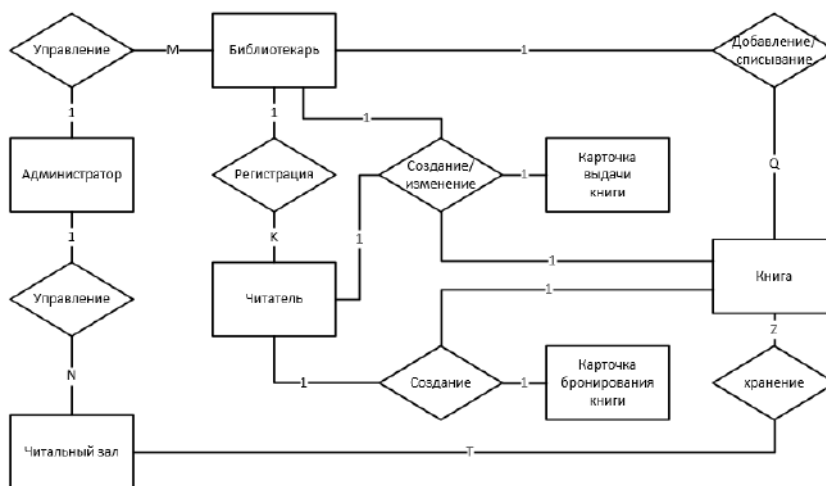 Управление
М
Библиотекарь
1
Добавление/
списывание
1
1
1
Администратор
Регистрация
Создание/
изменение
1
Карточка
выдачи
книги
Q
1
К
1
1
Управление
Читатель
Книга
1
Z
N
1
Создание
1
Карточка
бронирования
книги
хранение
Читальный зал
Т